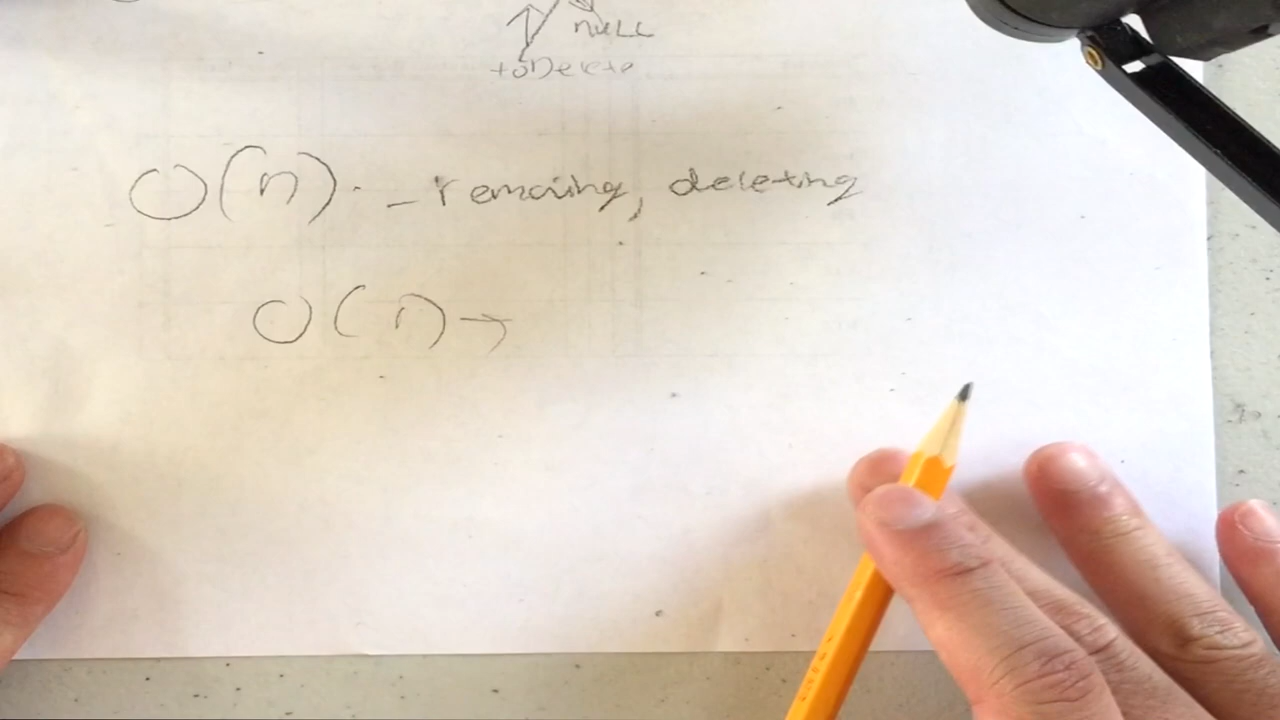 NULL
toDelete
O(n). - removing, deleting
O(n) →